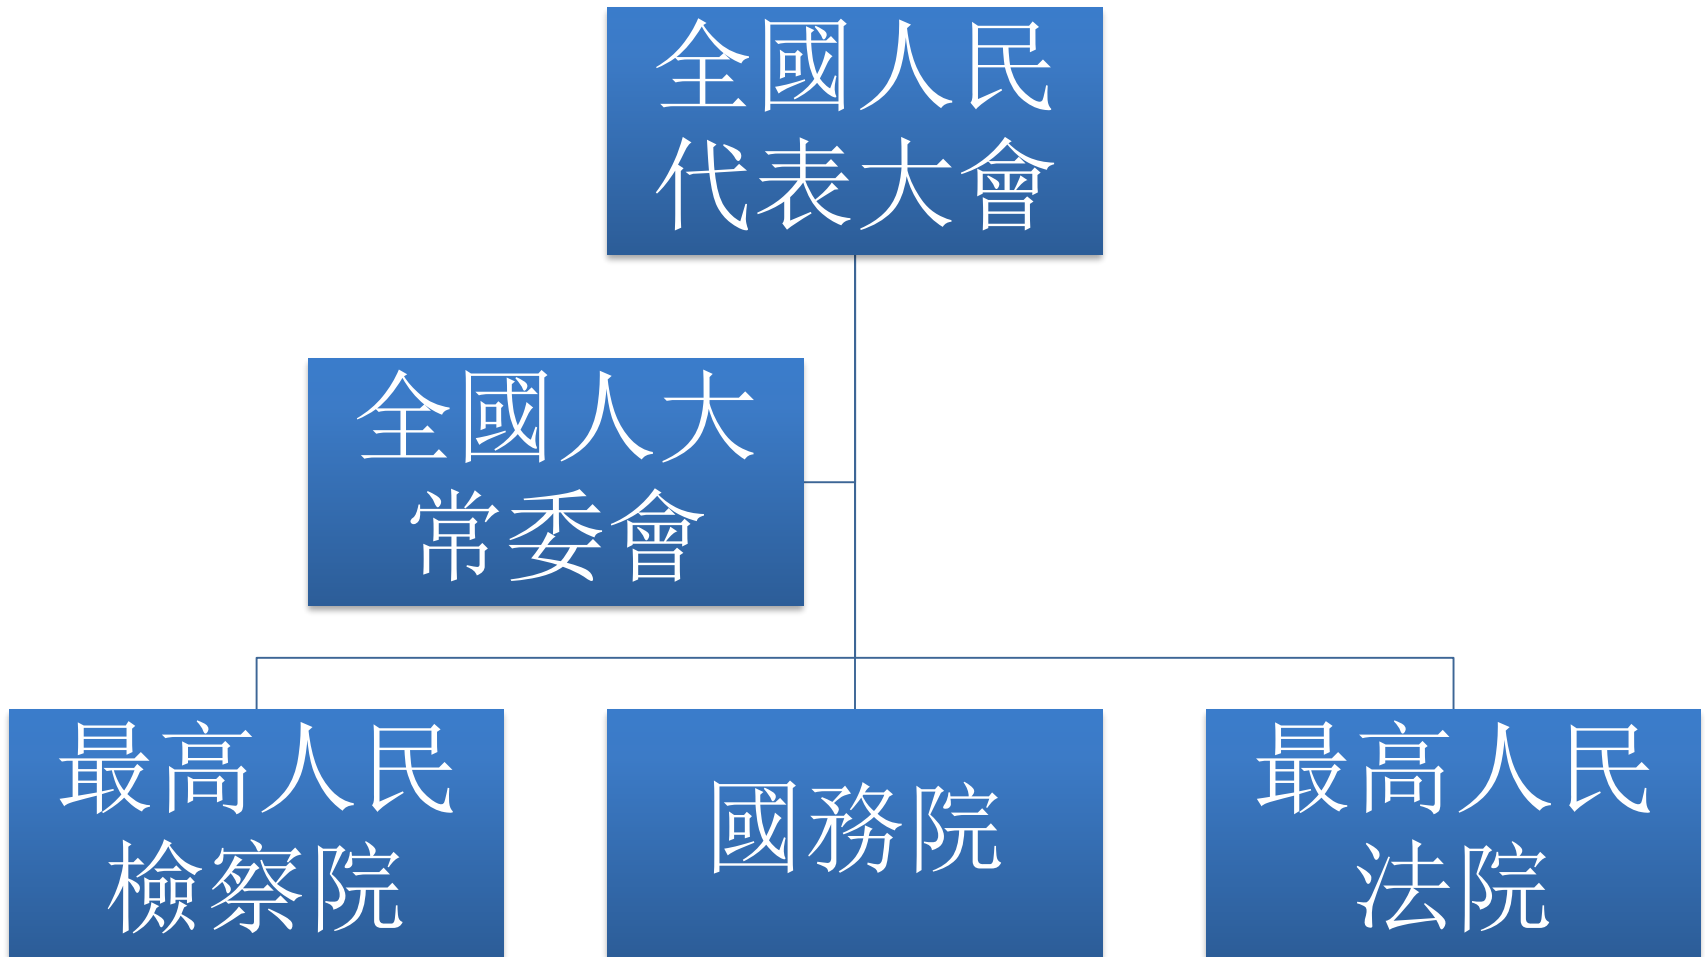 全國人民
代表大會
全國人大
常委會
最高人民
檢察院
國務院
最高人民
法院